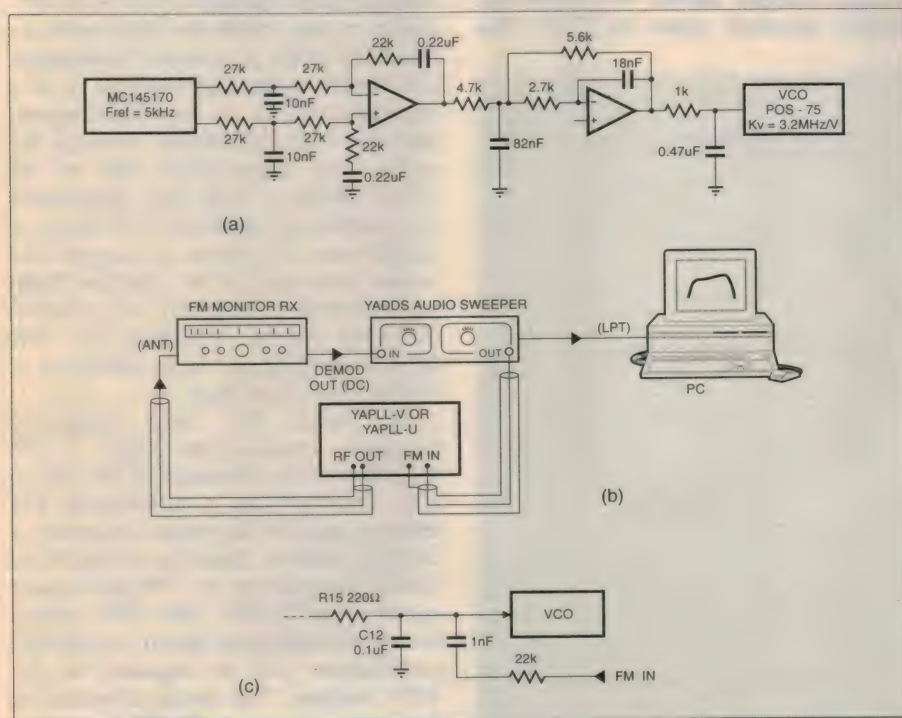 22k
0.22uF
27k
27k
10nF
MC145170
Fref = 5kHz
27k
27k
10nF
22k
0.22uF
−
+
4.7k
82nF
5.6k
2.7k
18nF
−
+
1k
0.47uF
VCO
POS - 75
Kv = 3.2MHz/V
(a)
FM MONITOR RX
(ANT)
DEMOD
OUT (DC)
YADDS AUDIO SWEEPER
IN
OUT
(LPT)
PC
YAPLL-V OR
YAPLL-U
RF OUT FM IN
(b)
R15 220Ω
C12
0.1uF
1nF
VCO
22k
FM IN
(c)